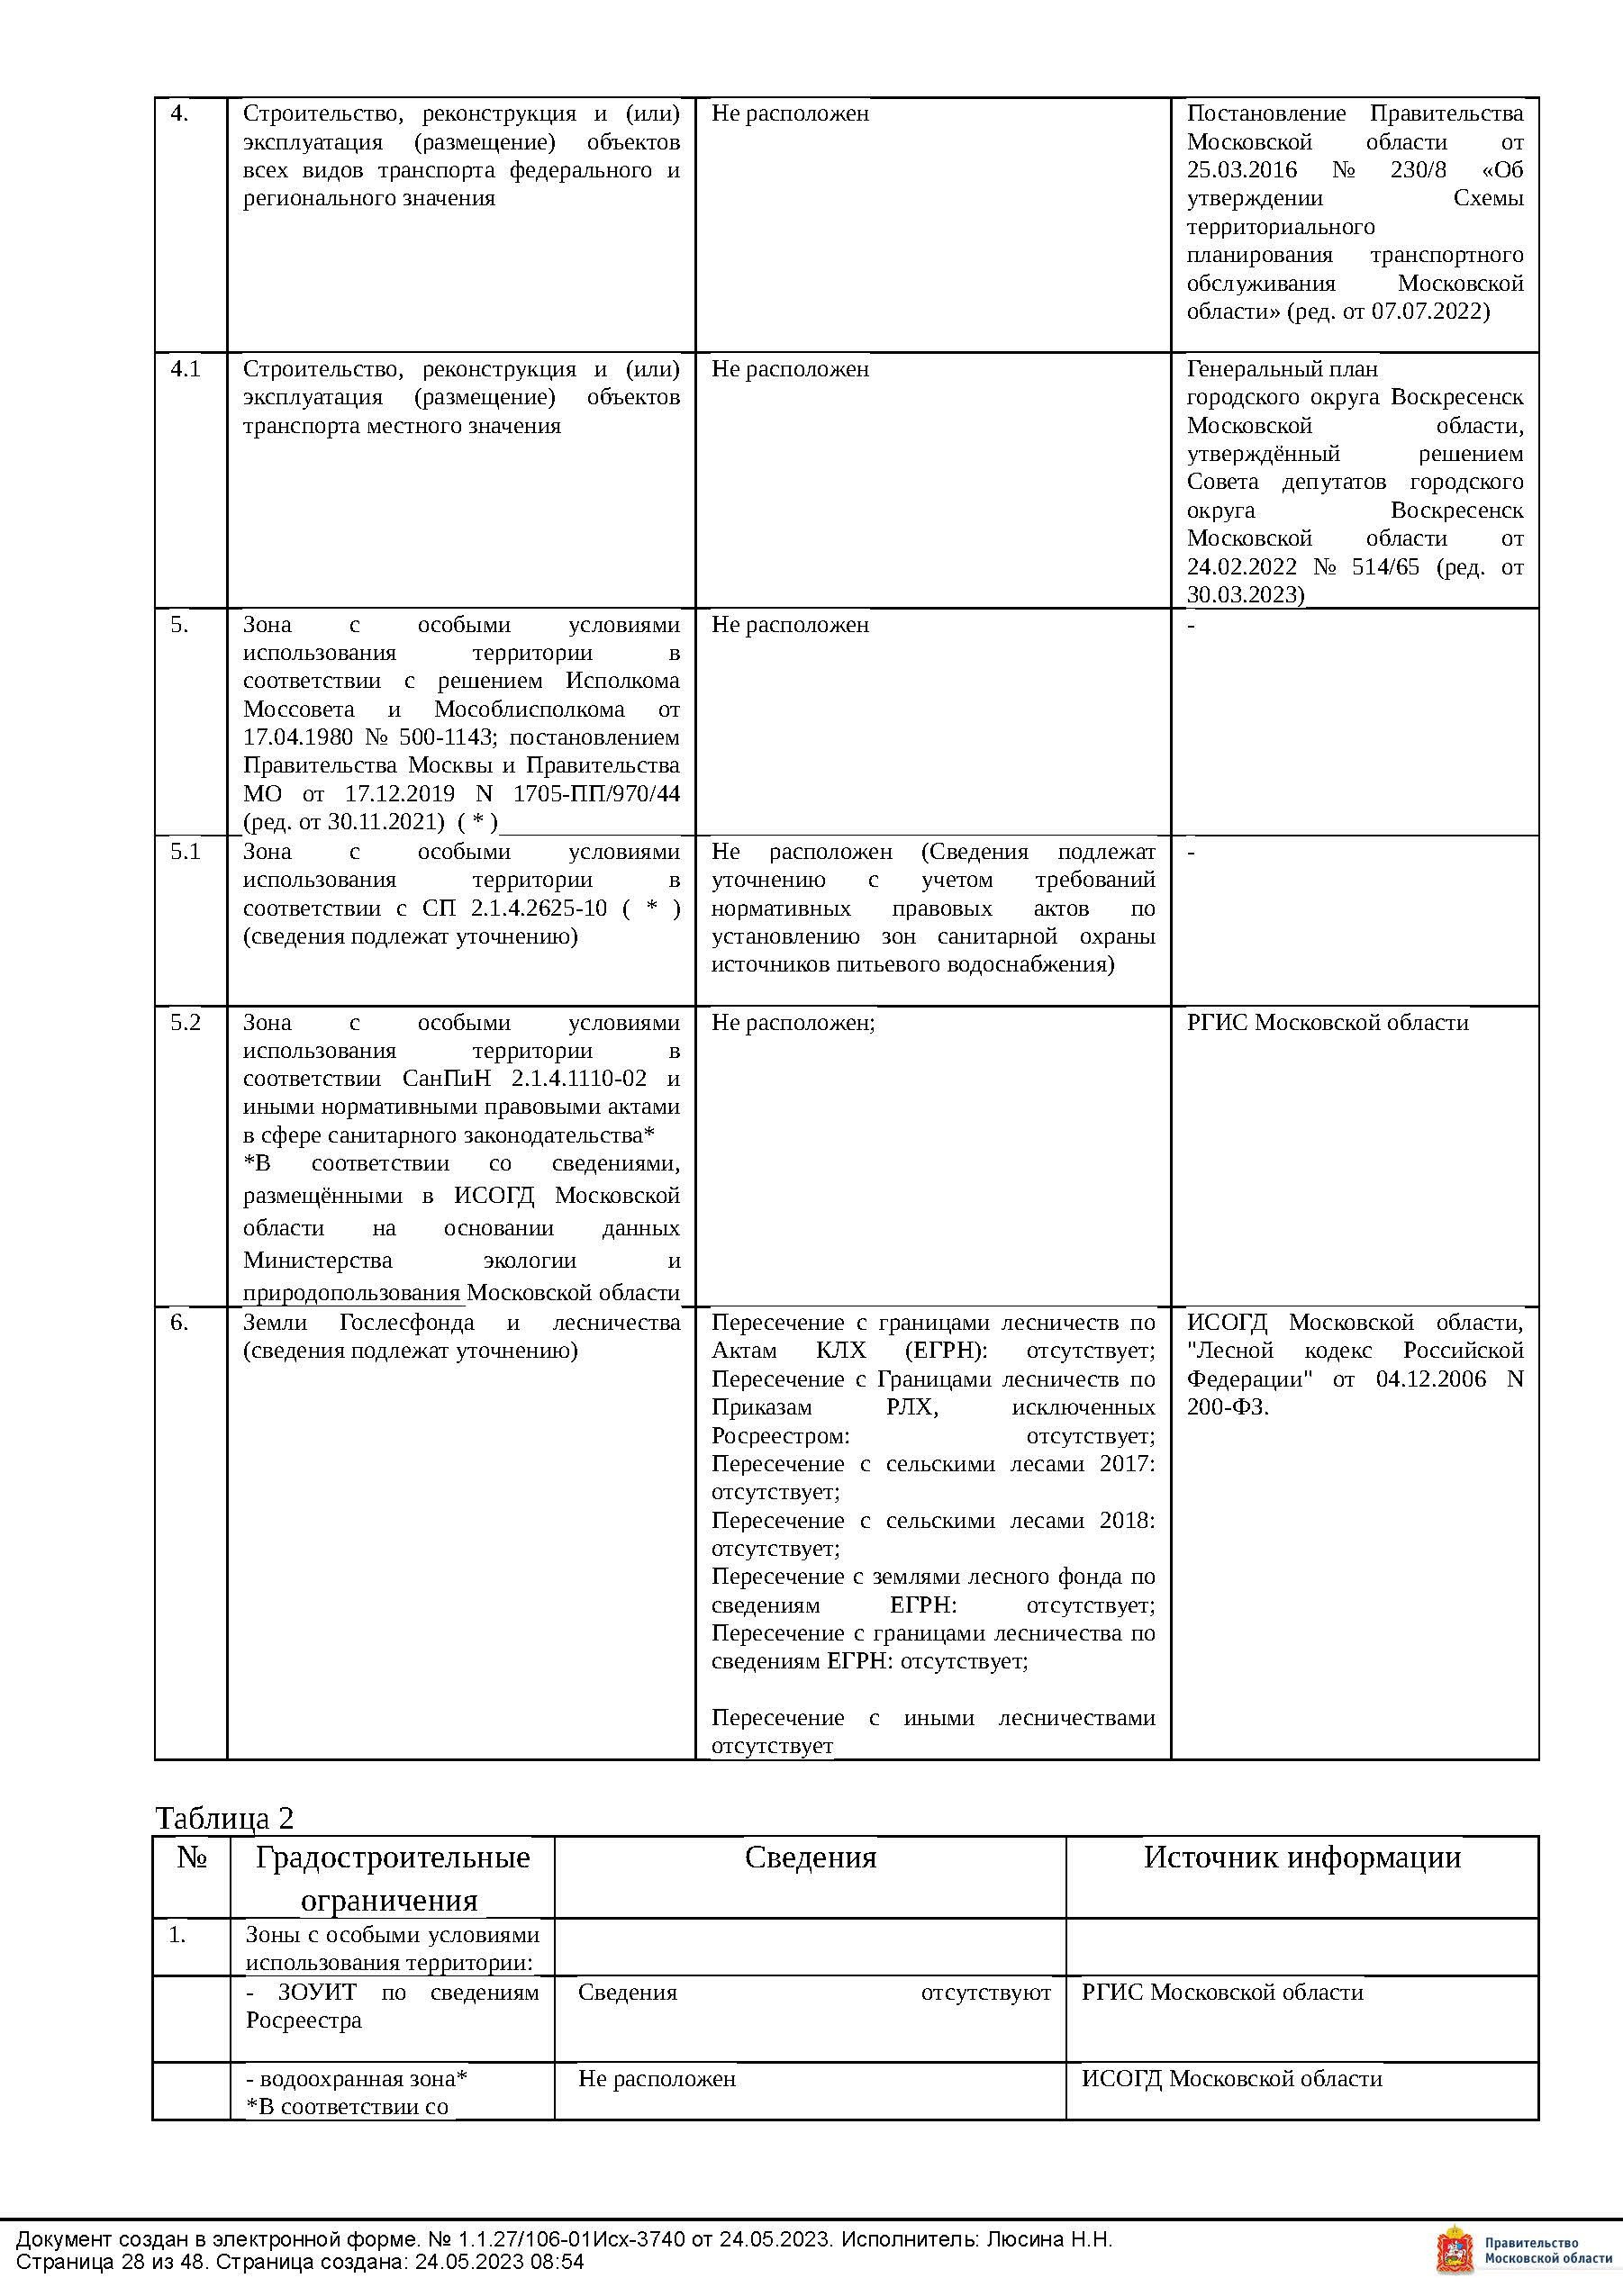 4.
Строительство, реконструкция и (или)
эксплуатация (размещение) объектов
всех видов транспорта федерального и
регионального значения
Не расположен
Постановление Правительства
Московской области от
25.03.2016 № 230/8 «Об
утверждении Схемы
территориального
планирования транспортного
обслуживания Московской
области» (ред. от 07.07.2022)
4.1
Строительство, реконструкция и (или)
эксплуатация (размещение) объектов
транспорта местного значения
Не расположен
Генеральный план
городского округа Воскресенск
Московской области,
утверждённый решением
Совета депутатов городского
округа Воскресенск
Московской области от
24.02.2022 № 514/65 (ред. от
30.03.2023)
5.
Зона с особыми условиями
использования территории в
соответствии с решением Исполкома
Моссовета и Мособлисполкома от
17.04.1980 № 500-1143; постановлением
Правительства Москвы и Правительства
МО от 17.12.2019 N 1705-ПП/970/44
(ред. от 30.11.2021) ( * )
Не расположен
-
5.1
Зона с особыми условиями
использования территории в
соответствии с СП 2.1.4.2625-10 ( * )
(сведения подлежат уточнению)
Не расположен (Сведения подлежат
уточнению с учетом требований
нормативных правовых актов по
установлению зон санитарной охраны
источников питьевого водоснабжения)
-
5.2
Зона с особыми условиями
использования территории в
соответствии СанПиН 2.1.4.1110-02 и
иными нормативными правовыми актами
в сфере санитарного законодательства*
*В соответствии со сведениями,
размещёнными в ИСОГД Московской
области на основании данных
Министерства экологии и
природопользования Московской области
Не расположен;
РГИС Московской области
6.
Земли Гослесфонда и лесничества
(сведения подлежат уточнению)
Пересечение с границами лесничеств по
Актам КЛХ (ЕГРН): отсутствует;
Пересечение с Границами лесничеств по
Приказам РЛХ, исключенных
Росреестром: отсутствует;
Пересечение с сельскими лесами 2017:
отсутствует;
Пересечение с сельскими лесами 2018:
отсутствует;
Пересечение с землями лесного фонда по
сведениям ЕГРН: отсутствует;
Пересечение с границами лесничества по
сведениям ЕГРН: отсутствует;
Пересечение с иными лесничествами
отсутствует
ИСОГД Московской области,
"Лесной кодекс Российской
Федерации" от 04.12.2006 N
200-ФЗ.
Таблица 2
№
Градостроительные
ограничения
Сведения
Источник информации
1.
Зоны с особыми условиями
использования территории:
- ЗОУИТ по сведениям
Росреестра
Сведения отсутствуют
РГИС Московской области
- водоохранная зона*
*В соответствии со
Не расположен
ИСОГД Московской области
Документ создан в электронной форме. № 1.1.27/106-01Исх-3740 от 24.05.2023. Исполнитель: Люсина Н.Н.
Страница 28 из 48. Страница создана: 24.05.2023 08:54
Правительство
Московской области